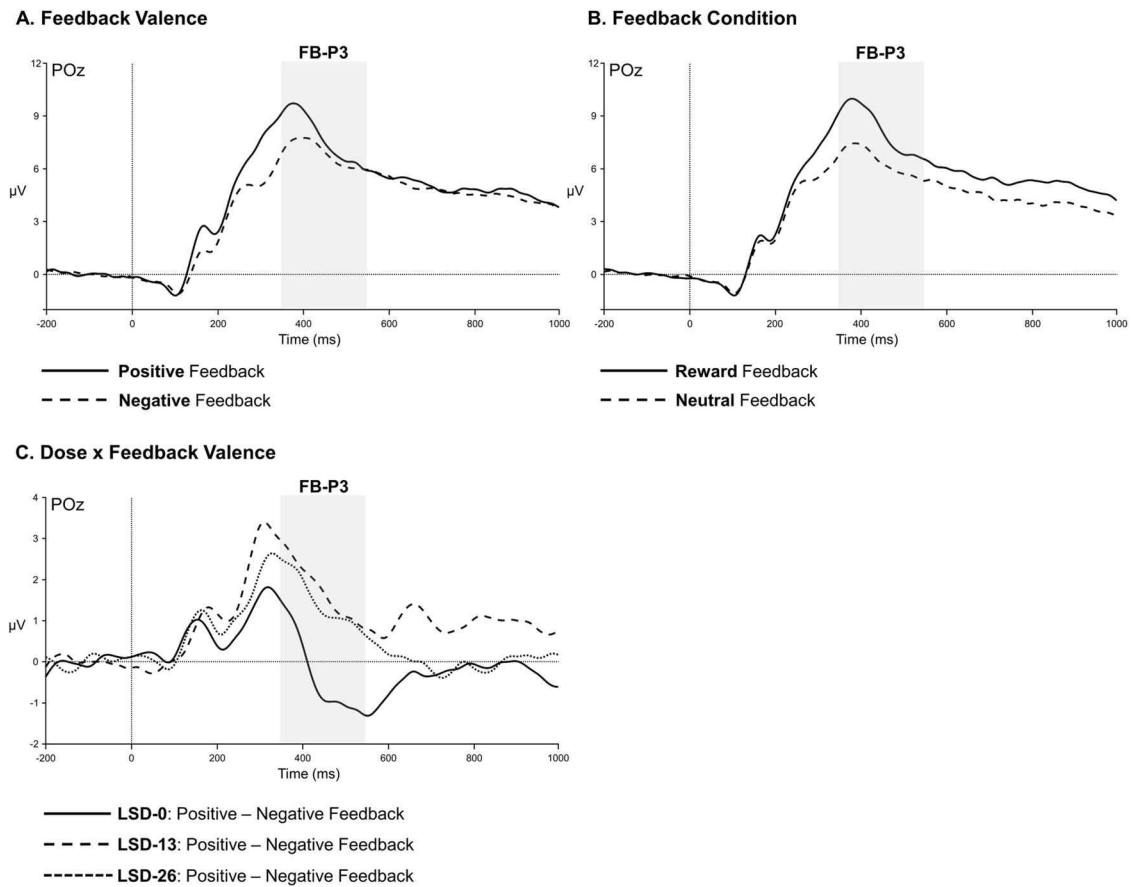 A. Feedback Valence
FB-P3
POz
12
9
6
3
0
µV
-200 0 200 400 600 800 1000
Time (ms)
Positive Feedback
Negative Feedback
B. Feedback Condition
FB-P3
POz
12
9
6
3
0
µV
-200 0 200 400 600 800 1000
Time (ms)
Reward Feedback
Neutral Feedback
C. Dose x Feedback Valence
FB-P3
POz
4
3
2
1
0
-1
-2
µV
-200 0 200 400 600 800 1000
Time (ms)
LSD-0: Positive – Negative Feedback
LSD-13: Positive – Negative Feedback
LSD-26: Positive – Negative Feedback